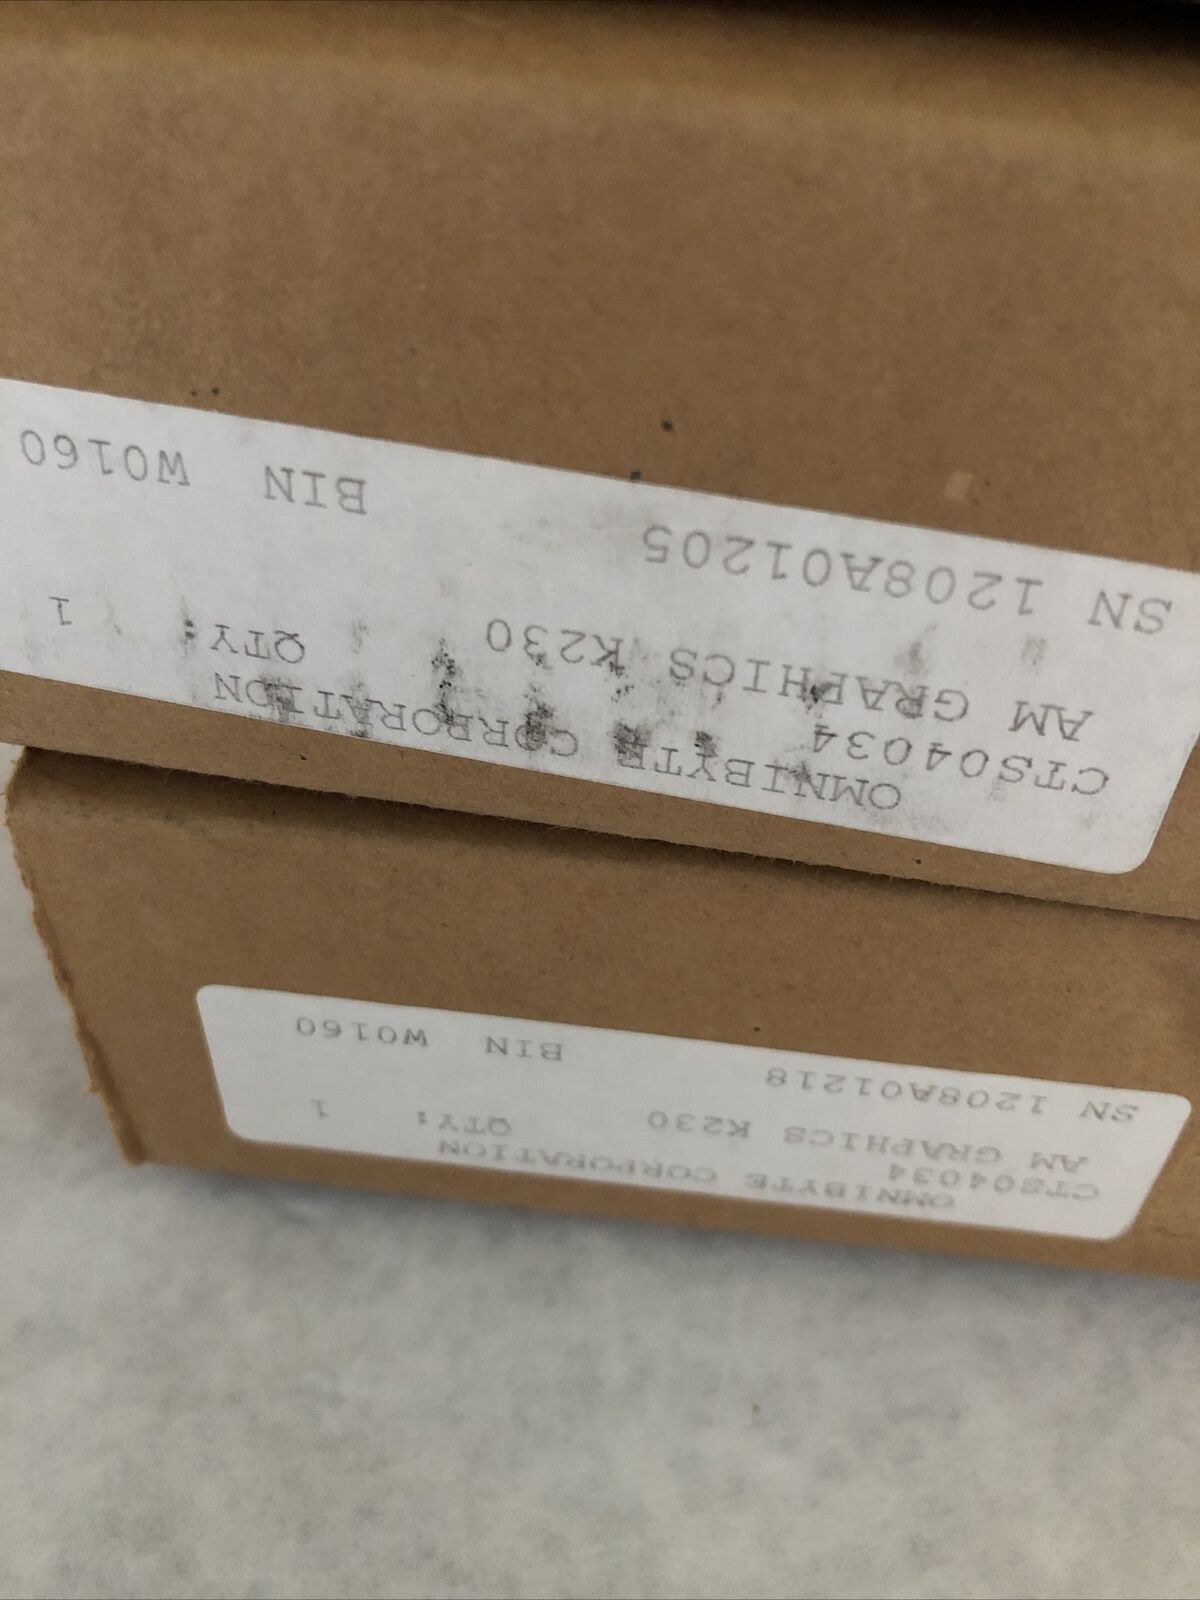 OMNIBYTE CORPORATION
CTS04034
AM GRAPHICS K230 QTY: 1
SN 1208A01205 BIN W0160
OMNIBYTE CORPORATION
CTS04034
AM GRAPHICS K230 QTY: 1
SN 1208A01218 BIN W0160